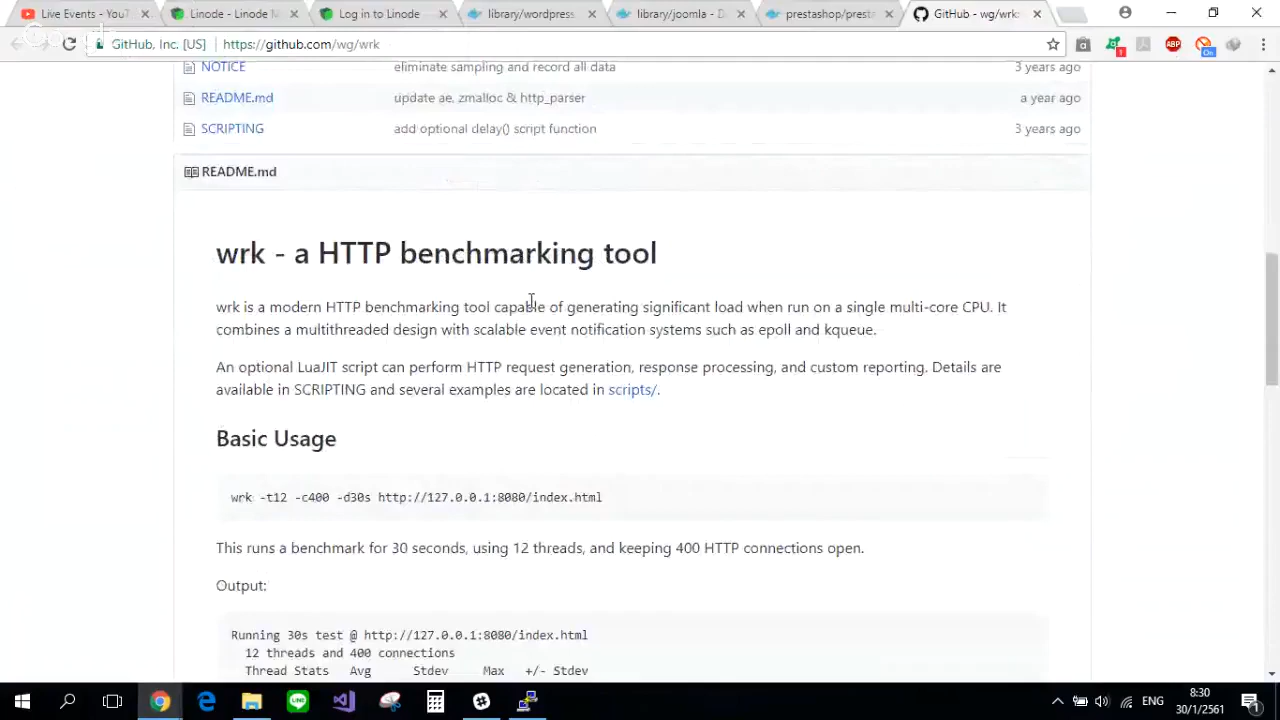 Live Events - YouT
Linode - Linode N
Log in to Linode
library/wordpress
library/joomla - D
prestashop/presta
GitHub - wg/wrk:
GitHub, Inc. [US]
https://github.com/wg/wrk
1
ABP
On
NOTICE
eliminate sampling and record all data
3 years ago
README.md
update ae, zmalloc & http_parser
a year ago
SCRIPTING
add optional delay() script function
3 years ago
README.md
wrk - a HTTP benchmarking tool
wrk is a modern HTTP benchmarking tool capable of generating significant load when run on a single multi-core CPU. It
combines a multithreaded design with scalable event notification systems such as epoll and kqueue.
An optional LuaJIT script can perform HTTP request generation, response processing, and custom reporting. Details are
available in SCRIPTING and several examples are located in scripts/.
Basic Usage
wrk -t12 -c400 -d30s http://127.0.0.1:8080/index.html
This runs a benchmark for 30 seconds, using 12 threads, and keeping 400 HTTP connections open.
Output:
Running 30s test @ http://127.0.0.1:8080/index.html
12 threads and 400 connections
Thread Stats Avg Stdev Max +/- Stdev
LINE
ENG
8:30
30/1/2561
1